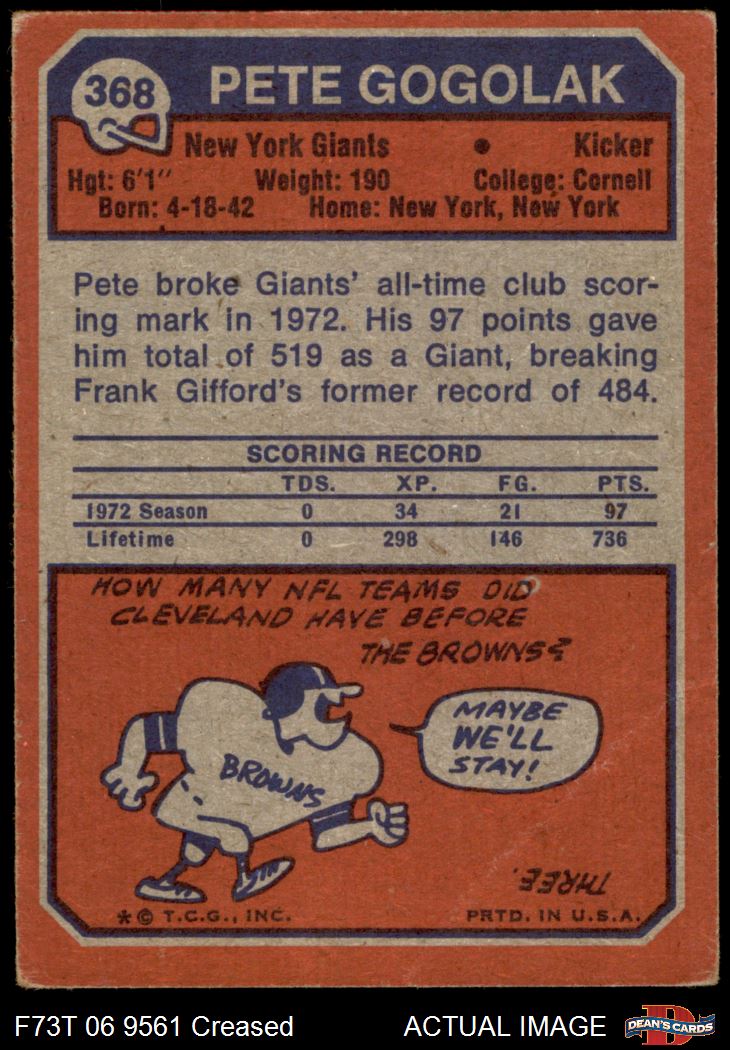 368
PETE GOGOLAK
New York Giants • Kicker
Hgt: 6'1" Weight: 190 College: Cornell
Born: 4-18-42 Home: New York, New York
Pete broke Giants' all-time club scor-
ing mark in 1972. His 97 points gave
him total of 519 as a Giant, breaking
Frank Gifford's former record of 484.
SCORING RECORD
TDS. XP. FG. PTS.
1972 Season 0 34 21 97
Lifetime 0 298 146 736
HOW MANY NFL TEAMS DID
CLEVELAND HAVE BEFORE
THE BROWNS?
MAYBE
WE'LL
STAY!
BROWNS
THREE.
* © T.C.G., INC. PRTD. IN U.S.A.
F73T 06 9561 Creased ACTUAL IMAGE
D
DEAN'S CARDS